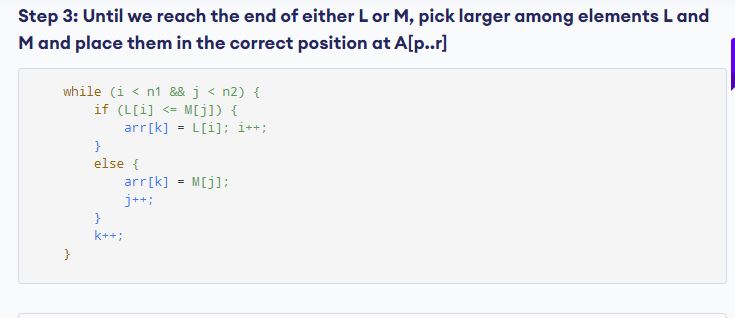 Step 3: Until we reach the end of either L or M, pick larger among elements L and
M and place them in the correct position at A[p..r]
while (i < n1 && j < n2) {
if (L[i] <= M[j]) {
arr[k] = L[i]; i++;
}
else {
arr[k] = M[j];
j++;
}
k++;
}